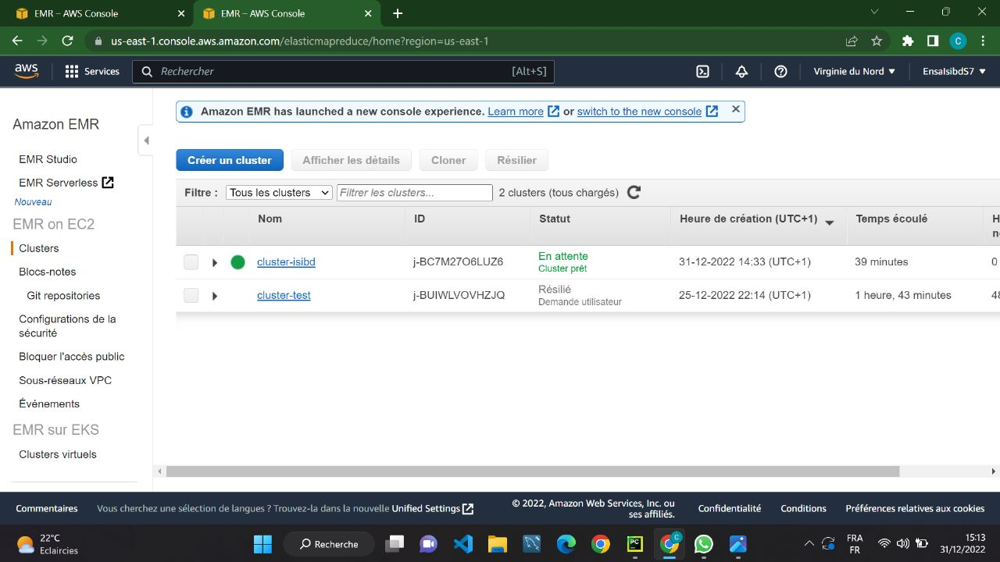 EMR – AWS Console
EMR – AWS Console
us-east-1.console.aws.amazon.com/elasticmapreduce/home?region=us-east-1
C
aws
Services
Rechercher
[Alt+S]
Virginie du Nord
EnsaIsibdS7
Amazon EMR
EMR Studio
EMR Serverless
Nouveau
EMR on EC2
Clusters
Blocs-notes
Git repositories
Configurations de la
sécurité
Bloquer l'accès public
Sous-réseaux VPC
Événements
EMR sur EKS
Clusters virtuels
Amazon EMR has launched a new console experience. Learn more or switch to the new console
Créer un cluster
Afficher les détails
Cloner
Résilier
Filtre : Tous les clusters Filtrer les clusters... 2 clusters (tous chargés)
Nom ID Statut Heure de création (UTC+1) Temps écoulé
cluster-isibd j-BC7M27O6LUZ6 En attente 31-12-2022 14:33 (UTC+1) 39 minutes 0
Cluster prêt
cluster-test j-BUIWLVOVHZJQ Résilié 25-12-2022 22:14 (UTC+1) 1 heure, 43 minutes
Demande utilisateur
Commentaires
Vous cherchez une sélection de langues ? Trouvez-la dans la nouvelle Unified Settings
© 2022, Amazon Web Services, Inc. ou
ses affiliés.
Confidentialité
Conditions
Préférences relatives aux cookies
22°C
Eclaircies
Recherche
PC
C
FRA
FR
15:13
31/12/2022